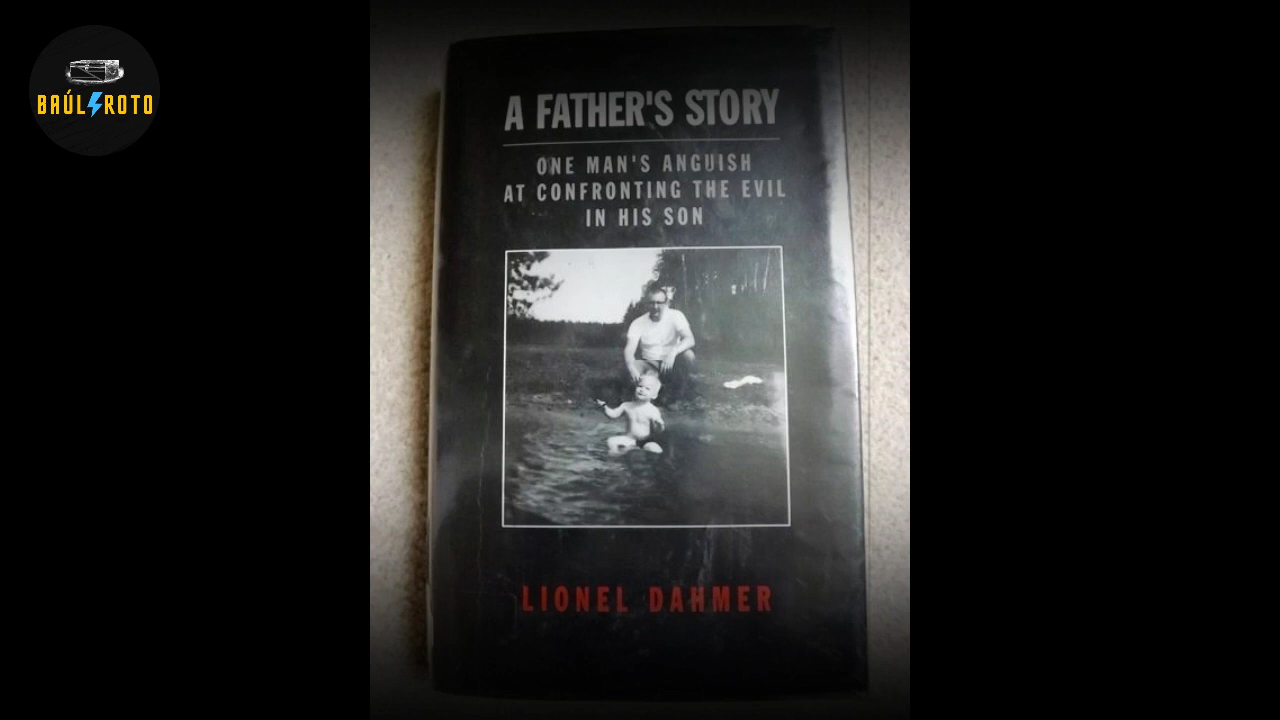 BAÚL ROTO
A FATHER'S STORY
ONE MAN'S ANGUISH
AT CONFRONTING THE EVIL
IN HIS SON
LIONEL DAHMER